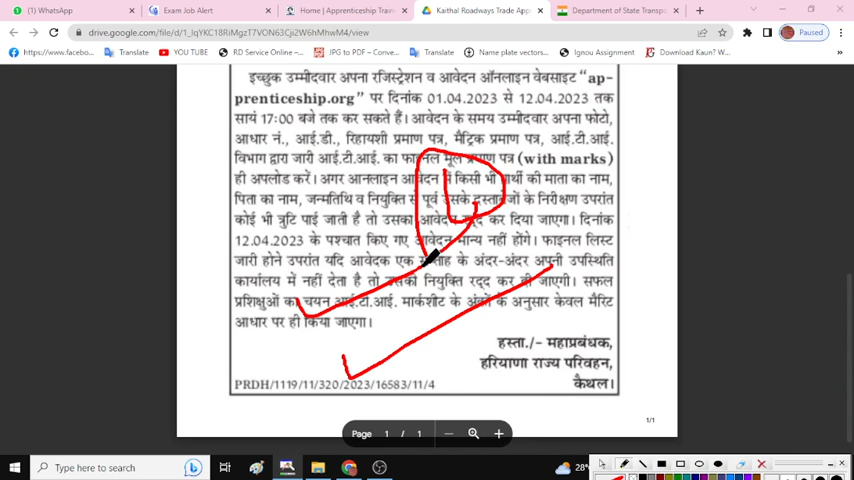 (1) WhatsApp
Exam Job Alert
Home | Apprenticeship Train
Kaithal Roadways Trade App
Department of State Transpo
drive.google.com/file/d/1_lqYKC18RiMgzT7VON63Cji2W6hMhwM4/view
Paused
https://www.facebo...
Translate
YOU TUBE
RD Service Onlin...
JPG to PDF – Conve...
Translate
Name plate vectors...
Ignou Assignment
Download Kaun?
इच्छुक उम्मीदवार अपना रजिस्ट्रेशन व आवेदन ऑनलाइन वेबसाइट “ap-
prenticeship.org” पर दिनांक 01.04.2023 से 12.04.2023 तक
सायं 17:00 बजे तक कर सकते हैं। आवेदन के समय उम्मीदवार अपना फोटो,
आधार नं., आई.डी., रिहायशी प्रमाण पत्र, मैट्रिक प्रमाण पत्र, आई.टी.आई.
विभाग द्वारा जारी आई.टी.आई. का फाइनल मूल प्रमाण पत्र (with marks)
ही अपलोड करें। अगर आनलाइन आवेदन में किसी भी प्रार्थी की माता का नाम,
पिता का नाम, जन्मतिथि व नियुक्ति से पूर्व उसके दस्तावेजों के निरीक्षण उपरांत
कोई भी त्रुटि पाई जाती है तो उसका आवेदन रद्द कर दिया जाएगा। दिनांक
12.04.2023 के पश्चात किए गए आवेदन मान्य नहीं होंगे। फाइनल लिस्ट
जारी होने उपरांत यदि आवेदक एक सप्ताह के अंदर-अंदर अपनी उपस्थिति
कार्यालय में नहीं देता है तो उसकी नियुक्ति रद्द कर दी जाएगी। सफल
प्रशिक्षुओं का चयन आई.टी.आई. मार्कशीट के अंकों के अनुसार केवल मैरिट
आधार पर ही किया जाएगा।
हस्ता./- महाप्रबंधक,
हरियाणा राज्य परिवहन,
कैथल।
PRDH/1119/11/320/2023/16583/11/4
1/1
Page 1 / 1
Type here to search
28°